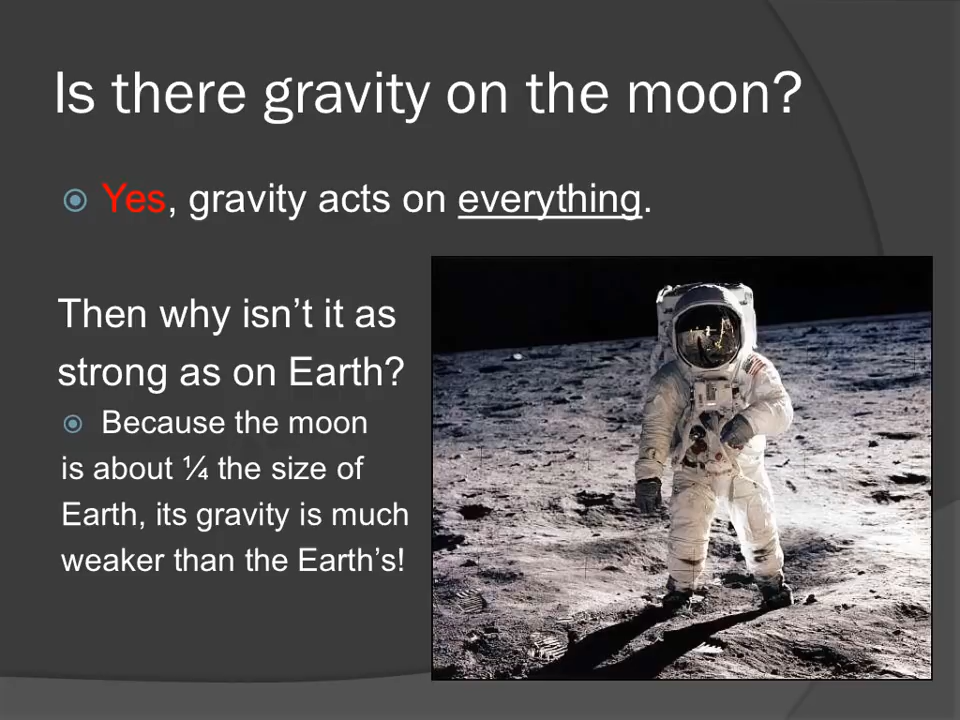 Is there gravity on the moon?
Yes, gravity acts on everything.
Then why isn’t it as
strong as on Earth?
Because the moon
is about ¼ the size of
Earth, its gravity is much
weaker than the Earth’s!